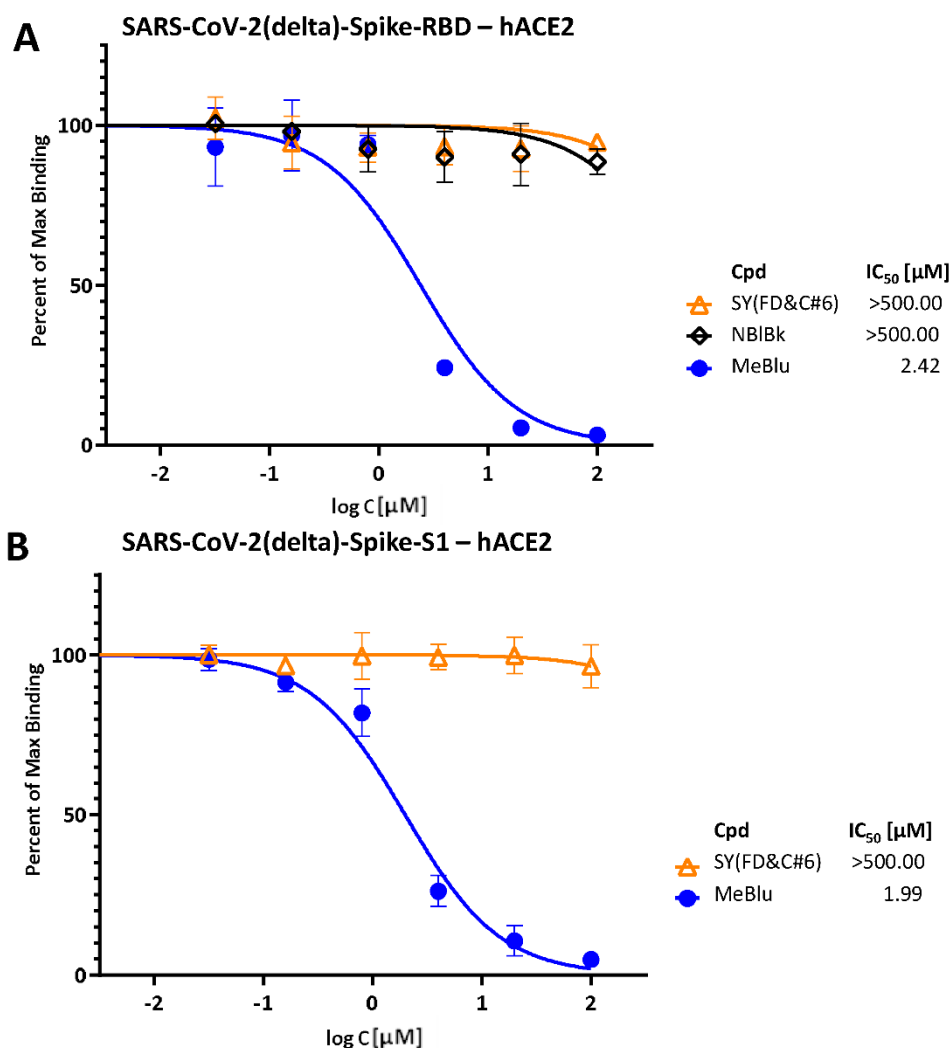 A
SARS-CoV-2(delta)-Spike-RBD – hACE2
Percent of Max Binding
100
50
0
-2 -1 0 1 2
log C [µM]
Cpd IC50 [µM]
SY(FD&C#6) >500.00
NBlBk >500.00
MeBlu 2.42
B
SARS-CoV-2(delta)-Spike-S1 – hACE2
Percent of Max Binding
100
50
0
-2 -1 0 1 2
log C [µM]
Cpd IC50 [µM]
SY(FD&C#6) >500.00
MeBlu 1.99